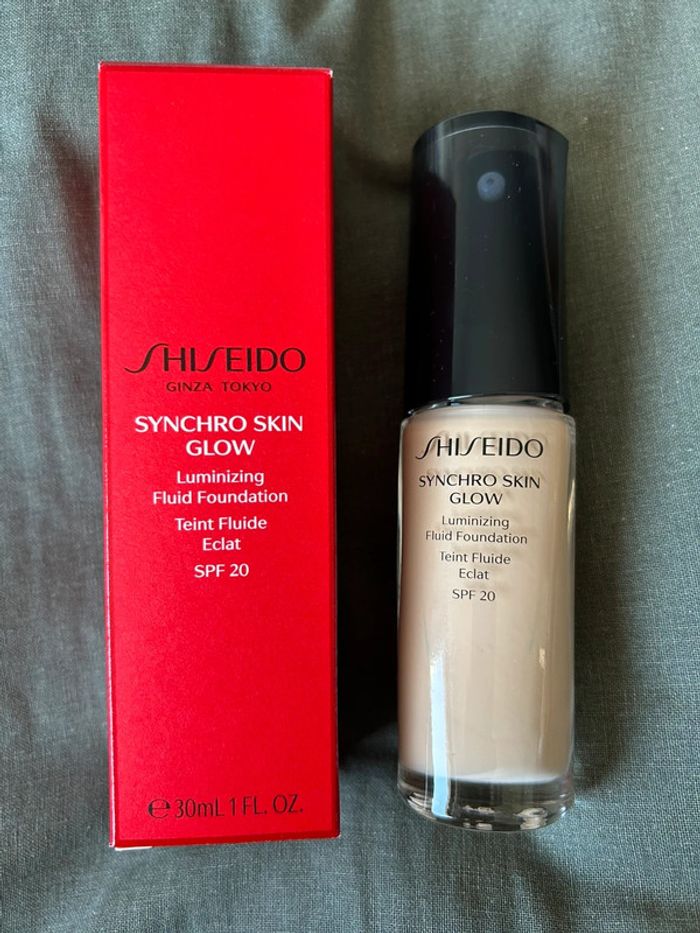 SHISEIDO
GINZA TOKYO
SYNCHRO SKIN
GLOW
Luminizing
Fluid Foundation
Teint Fluide
Eclat
SPF 20
℮30mL 1 FL. OZ.
SHISEIDO
SYNCHRO SKIN
GLOW
Luminizing
Fluid Foundation
Teint Fluide
Eclat
SPF 20